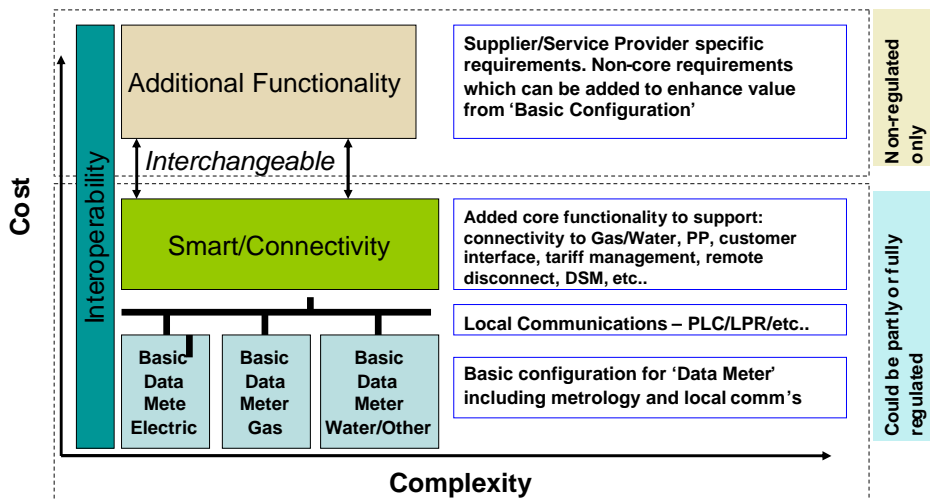 Cost
Interoperability
Additional Functionality
Supplier/Service Provider specific
requirements. Non-core requirements
which can be added to enhance value
from ‘Basic Configuration’
Non-regulated
only
Interchangeable
Smart/Connectivity
Added core functionality to support:
connectivity to Gas/Water, PP, customer
interface, tariff management, remote
disconnect, DSM, etc..
Could be partly or fully
regulated
Local Communications – PLC/LPR/etc..
Basic
Data
Mete
Electric
Basic
Data
Meter
Gas
Basic
Data
Meter
Water/Other
Basic configuration for ‘Data Meter’
including metrology and local comm’s
Complexity